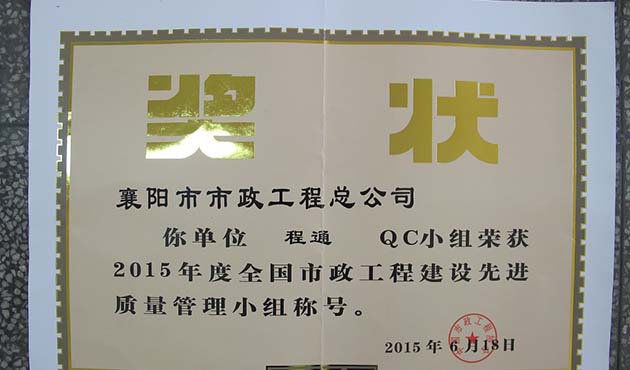 奖状
襄阳市市政工程总公司
你单位 程通 QC小组荣获
2015年度全国市政工程建设先进
质量管理小组称号。
2015年6月18日